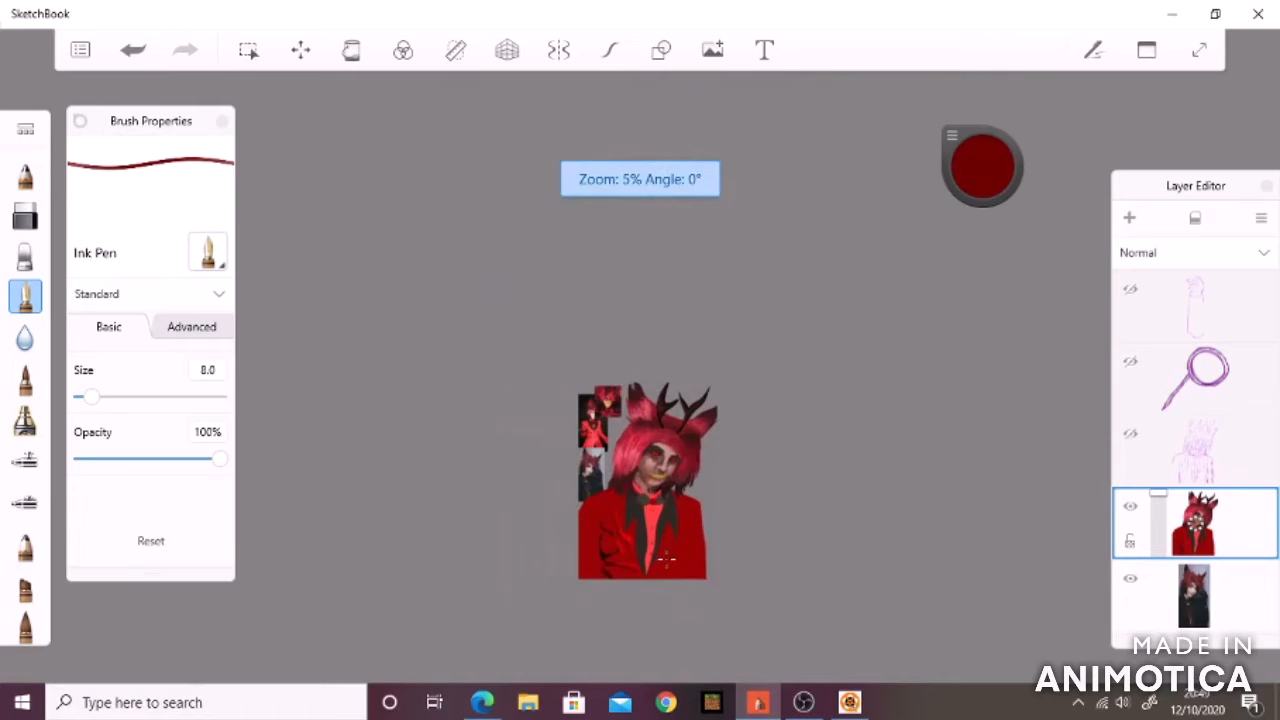 SketchBook
Brush Properties
Zoom: 5% Angle: 0°
Layer Editor
Ink Pen
Normal
Standard
Basic
Advanced
Size
8.0
Opacity
100%
Reset
MADE IN
ANIMOTICA
Type here to search
12/10/2020